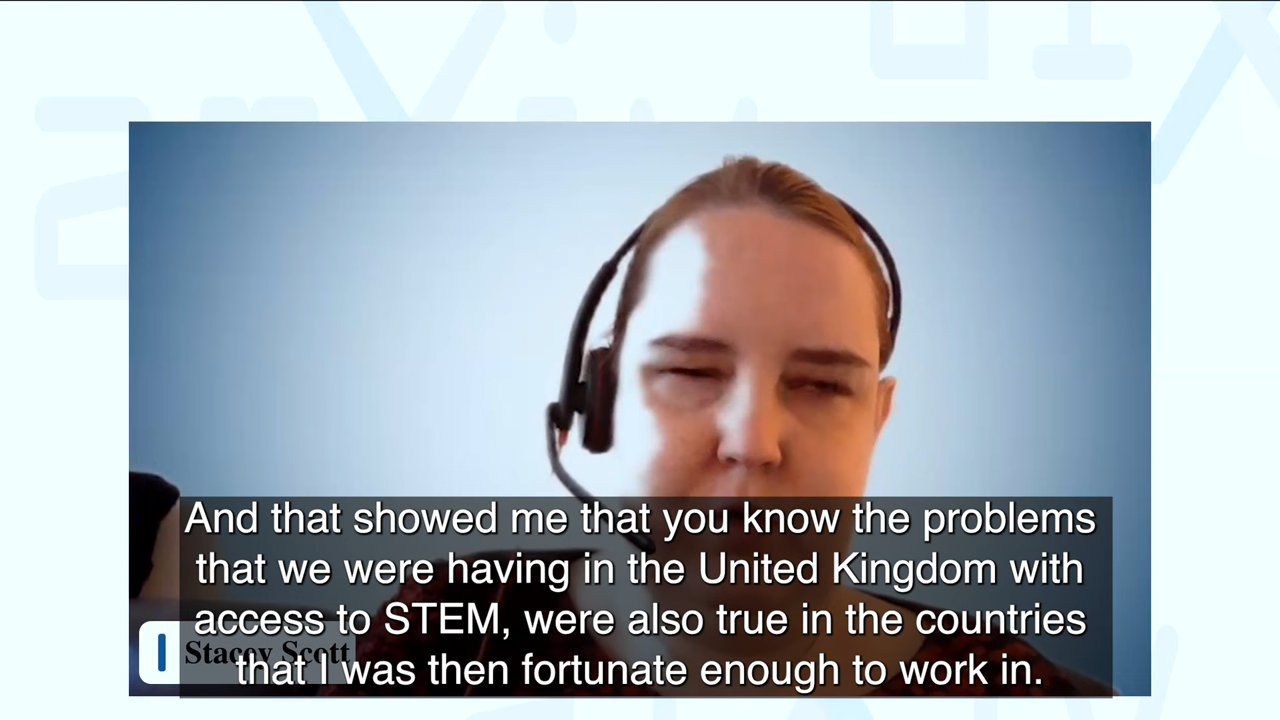 And that showed me that you know the problems
that we were having in the United Kingdom with
access to STEM, were also true in the countries
that I was then fortunate enough to work in.
Stacey Scott